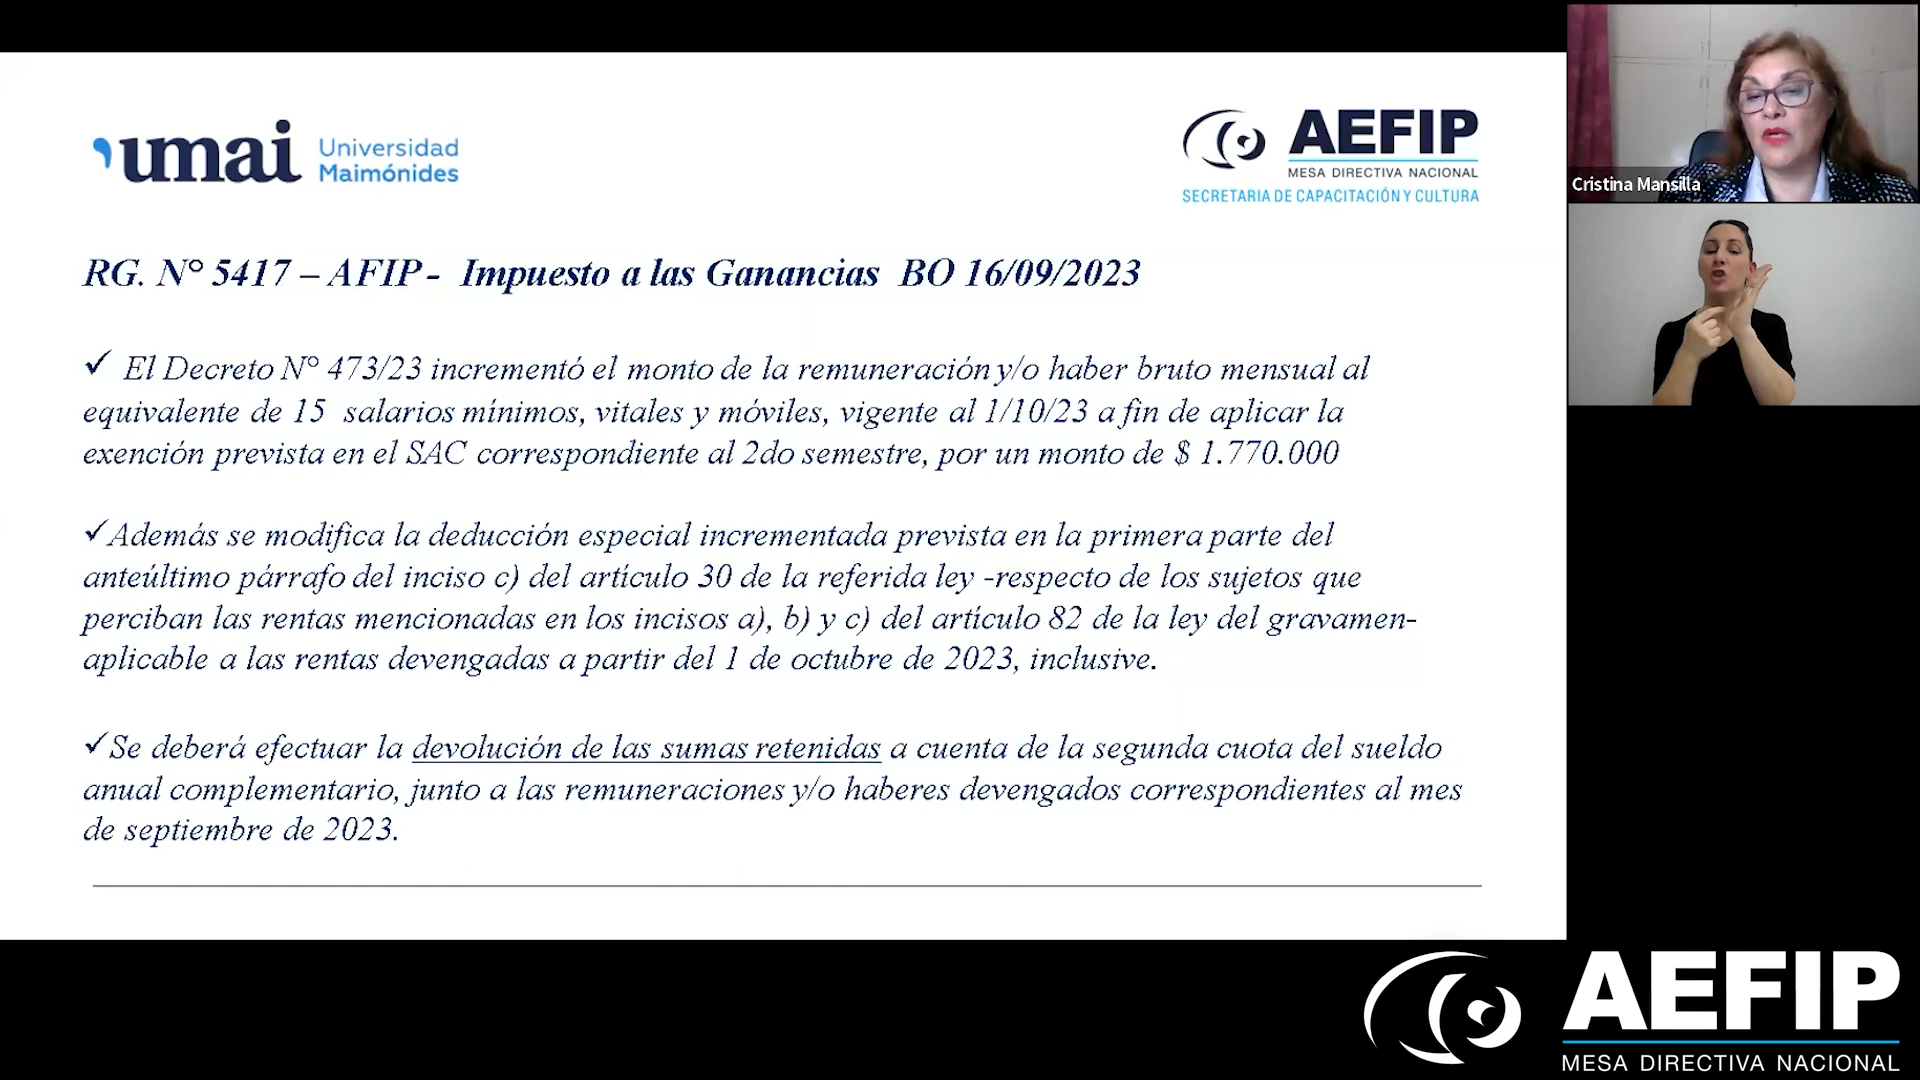 umai Universidad
Maimónides
AEFIP
MESA DIRECTIVA NACIONAL
SECRETARIA DE CAPACITACIÓN Y CULTURA
RG. N° 5417 – AFIP - Impuesto a las Ganancias BO 16/09/2023
✓ El Decreto N° 473/23 incrementó el monto de la remuneración y/o haber bruto mensual al
equivalente de 15 salarios mínimos, vitales y móviles, vigente al 1/10/23 a fin de aplicar la
exención prevista en el SAC correspondiente al 2do semestre, por un monto de $ 1.770.000
✓Además se modifica la deducción especial incrementada prevista en la primera parte del
anteúltimo párrafo del inciso c) del artículo 30 de la referida ley -respecto de los sujetos que
perciban las rentas mencionadas en los incisos a), b) y c) del artículo 82 de la ley del gravamen-
aplicable a las rentas devengadas a partir del 1 de octubre de 2023, inclusive.
✓Se deberá efectuar la devolución de las sumas retenidas a cuenta de la segunda cuota del sueldo
anual complementario, junto a las remuneraciones y/o haberes devengados correspondientes al mes
de septiembre de 2023.
Cristina Mansilla
AEFIP
MESA DIRECTIVA NACIONAL